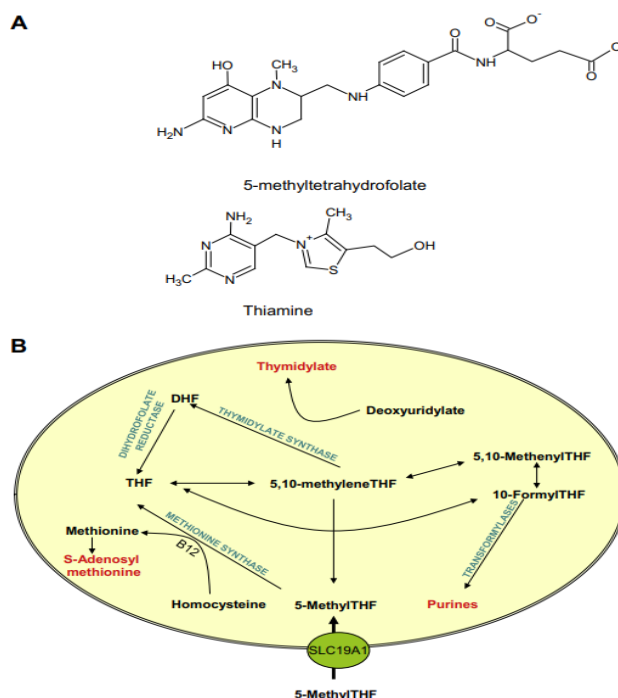 A
O
O⁻
CH₃
HO
N
NH
O
NH
O
O
H₂N
N
NH
H
5-methyltetrahydrofolate
NH₂
CH₃
N
N⁺
OH
H₃C
N
S
Thiamine
B
Thymidylate
DHF
Deoxyuridylate
DIHYDROFOLATE
REDUCTASE
THYMIDYLATE SYNTHASE
5,10-MethenylTHF
THF
5,10-methyleneTHF
10-FormylTHF
Methionine
METHIONINE SYNTHASE
TRANSFORMYLASES
B12
S-Adenosyl
methionine
Homocysteine
5-MethylTHF
Purines
SLC19A1
5-MethylTHF